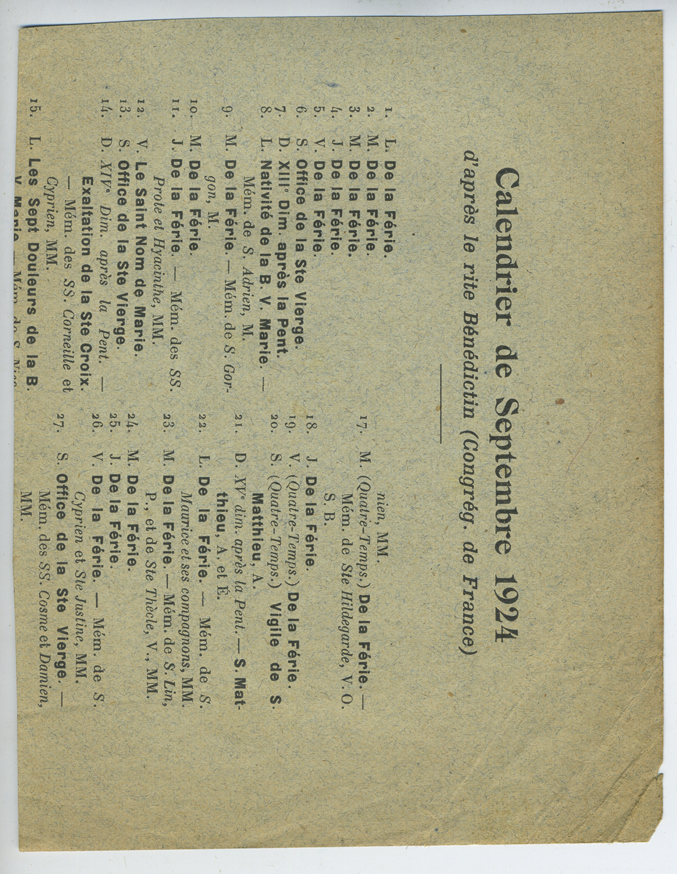 Calendrier de Septembre 1924
d'après le rite Bénédictin (Congrég. de France)
1. L. De la Férie.
2. M. De la Férie.
3. M. De la Férie.
4. J. De la Férie.
5. V. De la Férie.
6. S. Office de la Ste Vierge.
7. D. XIIIᵉ Dim. après la Pent.
8. L. Nativité de la B. V. Marie. —
Mém. de S. Adrien, M.
9. M. De la Férie. — Mém. de S. Gor-
gon, M.
10. M. De la Férie.
11. J. De la Férie. — Mém. des SS.
Prote et Hyacinthe, MM.
12. V. Le Saint Nom de Marie.
13. S. Office de la Ste Vierge.
14. D. XIVᵉ Dim. après la Pent. —
Exaltation de la Ste Croix.
— Mém. des SS. Corneille et
Cyprien, MM.
15. L. Les Sept Douleurs de la B.
V. Marie. — Mém. de S. Nico-
nien, MM.
17. M. (Quatre-Temps.) De la Férie. —
Mém. de Ste Hildegarde, V. O.
S. B.
18. J. De la Férie.
19. V. (Quatre-Temps.) De la Férie.
20. S. (Quatre-Temps.) Vigile de S.
Matthieu, A.
21. D. XVᵉ dim. après la Pent. — S. Mat-
thieu, A. et É.
22. L. De la Férie. — Mém. de S.
Maurice et ses compagnons, MM.
23. M. De la Férie. — Mém. de S. Lin,
P., et de Ste Thècle, V., MM.
24. M. De la Férie.
25. J. De la Férie.
26. V. De la Férie. — Mém. de S.
Cyprien et Ste Justine, MM.
27. S. Office de la Ste Vierge. —
Mém. des SS. Cosme et Damien,
MM.